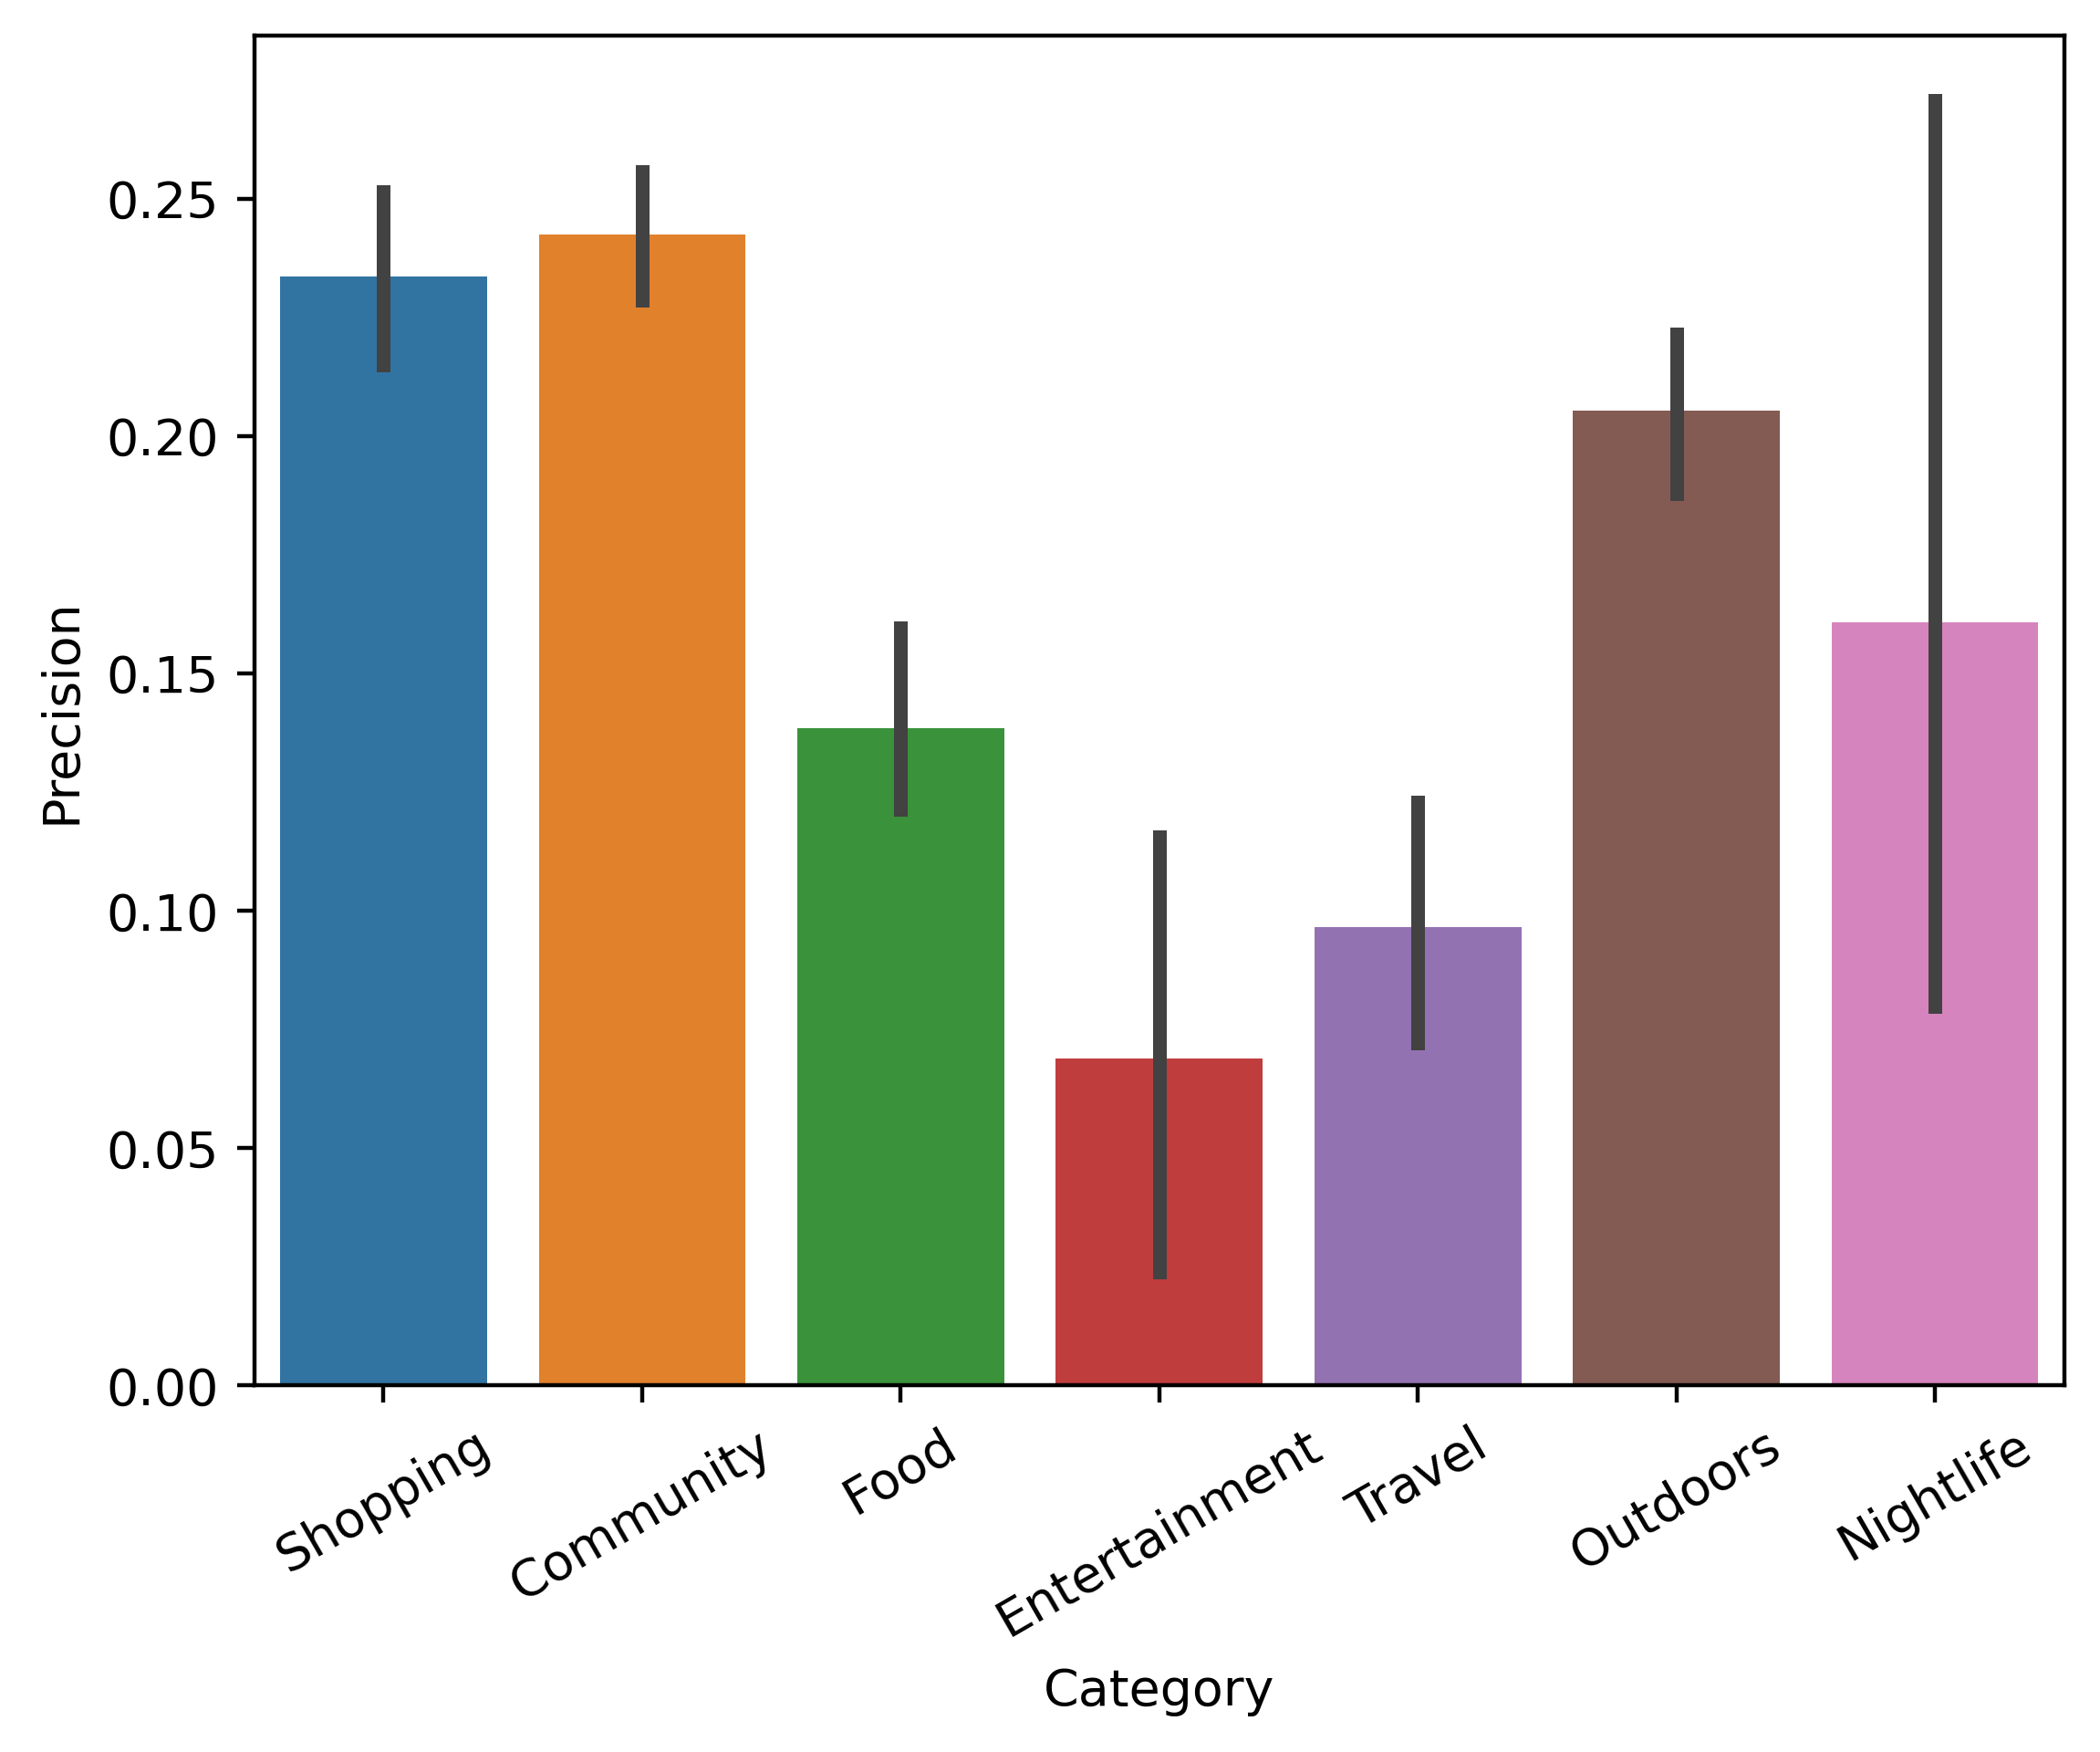 Precision
0.25
0.20
0.15
0.10
0.05
0.00
Shopping
Community
Food
Entertainment
Travel
Outdoors
Nightlife
Category